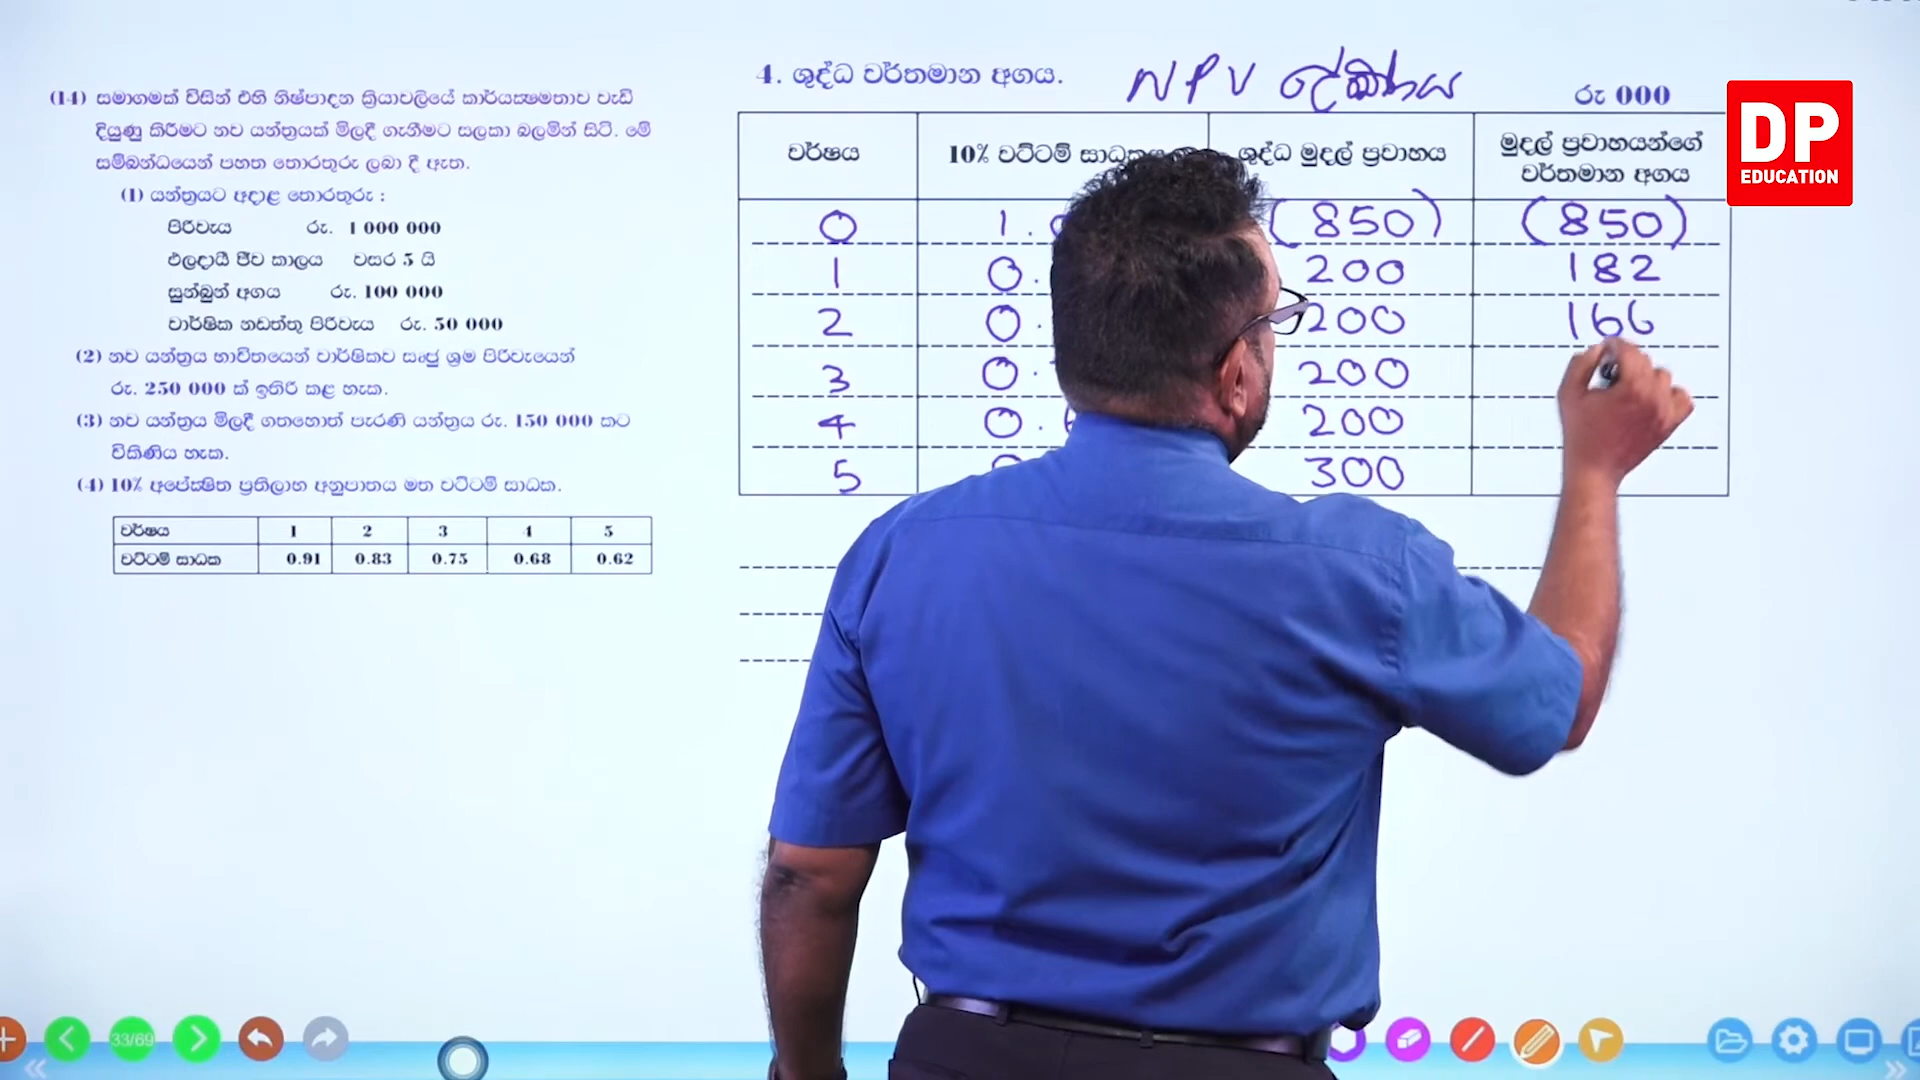 (14) සමාගමක් විසින් එහි නිෂ්පාදන ක්‍රියාවලියේ කාර්යක්ෂමතාව වැඩි
දියුණු කිරීමට නව යන්ත්‍රයක් මිලදී ගැනීමට සලකා බලමින් සිටී. මේ
සම්බන්ධයෙන් පහත තොරතුරු ලබා දී ඇත.
(1) යන්ත්‍රයට අදාළ තොරතුරු :
පිරිවැය රු. 1 000 000
ඵලදායී ජීව කාලය වසර 5 යි
සුන්බුන් අගය රු. 100 000
වාර්ෂික නඩත්තු පිරිවැය රු. 50 000
(2) නව යන්ත්‍රය භාවිතයෙන් වාර්ෂිකව සෘජු ශ්‍රම පිරිවැයෙන්
රු. 250 000 ක් ඉතිරි කළ හැක.
(3) නව යන්ත්‍රය මිලදී ගතහොත් පැරණි යන්ත්‍රය රු. 150 000 කට
විකිණිය හැක.
(4) 10% අපේක්ෂිත ප්‍රතිලාභ අනුපාතය මත වට්ටම් සාධක.
වර්ෂය 1 2 3 4 5
වට්ටම් සාධක 0.91 0.83 0.75 0.68 0.62
4. ශුද්ධ වර්තමාන අගය. NPV
රු 000
වර්ෂය 10% වට්ටම් ශුද්ධ මුදල් ප්‍රවාහය මුදල් ප්‍රවාහයන්ගේ වර්තමාන අගය
0 1. (850) (850)
1 0. 200 182
2 0. 200 166
3 0. 200
4 0. 200
5 300
DP
EDUCATION
33/69